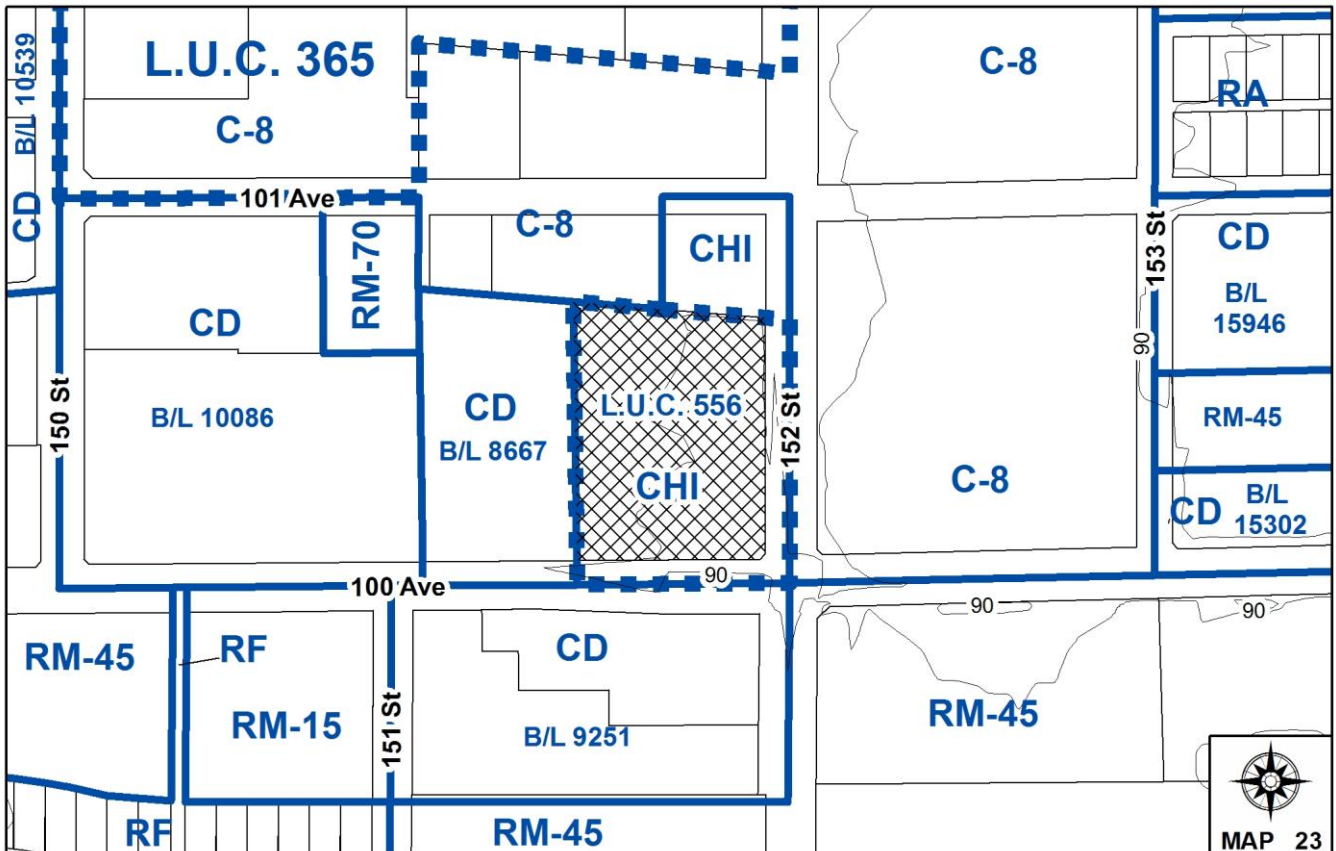 B/L 10539
L.U.C. 365
C-8
RA
C-8
CD
101 Ave
C-8
CHI
153 St
CD
B/L
15946
RM-70
CD
90
150 St
B/L 10086
CD
B/L 8667
L.U.C. 556
CHI
152 St
C-8
RM-45
CD
B/L
15302
100 Ave
90
90
90
RM-45
RF
RM-15
151 St
CD
B/L 9251
RM-45
RF
RM-45
MAP 23